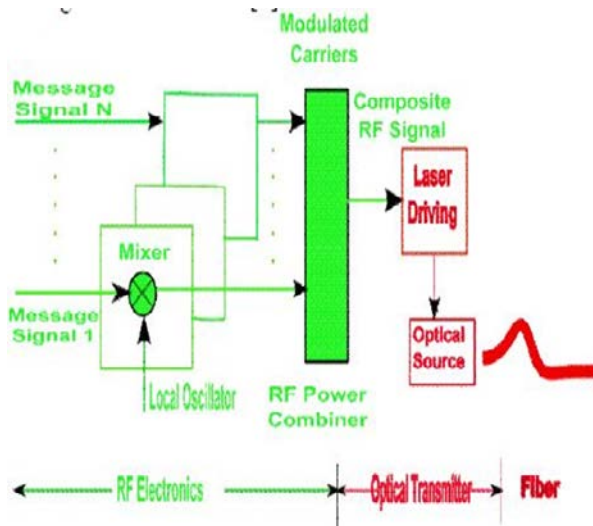 Modulated
Carriers
Message
Signal N
Composite
RF Signal
Laser
Driving
Mixer
Message
Signal 1
Optical
Source
Local Oscillator
RF Power
Combiner
RF Electronics
Optical Transmitter
Fiber